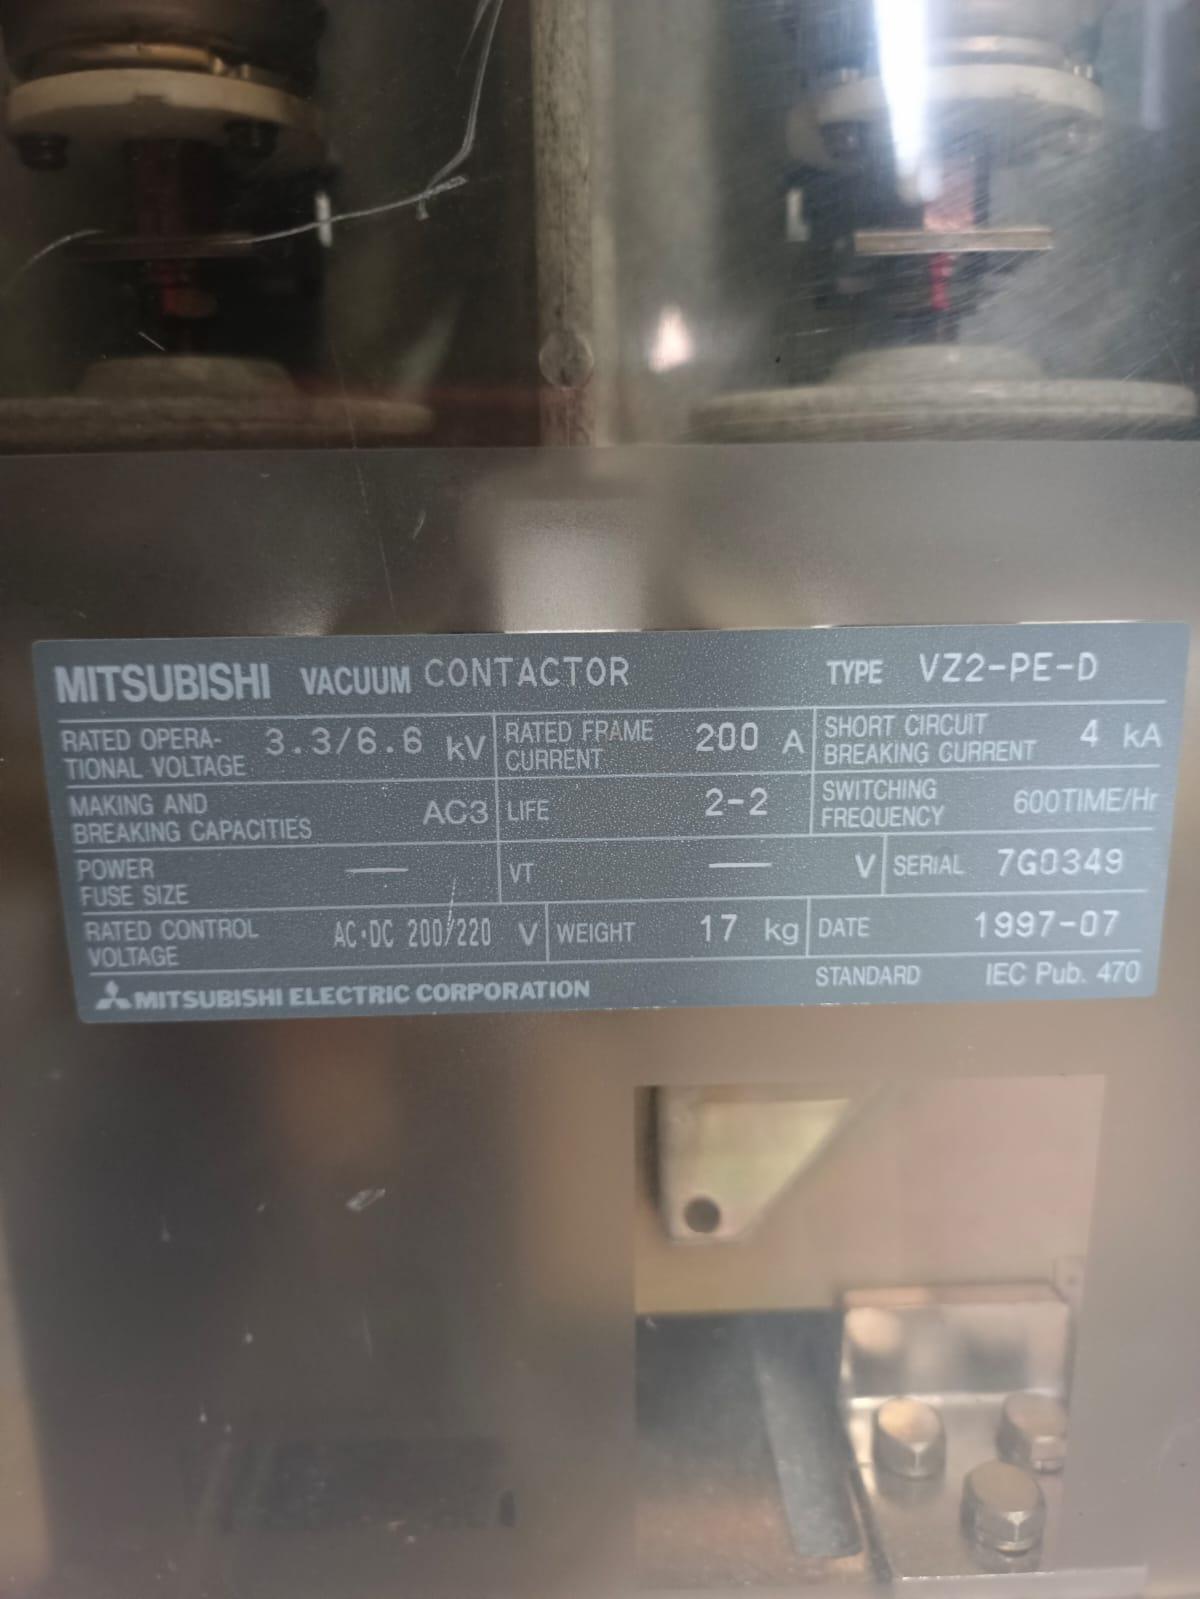 MITSUBISHI VACUUM CONTACTOR TYPE VZ2-PE-D
RATED OPERA-
TIONAL VOLTAGE 3.3/6.6 kV
RATED FRAME
CURRENT 200 A
SHORT CIRCUIT
BREAKING CURRENT 4 kA
MAKING AND
BREAKING CAPACITIES AC3
LIFE 2-2
SWITCHING
FREQUENCY 600TIME/Hr
POWER
FUSE SIZE —
VT — V
SERIAL 7G0349
RATED CONTROL
VOLTAGE AC·DC 200/220 V
WEIGHT 17 kg
DATE 1997-07
MITSUBISHI ELECTRIC CORPORATION
STANDARD IEC Pub. 470